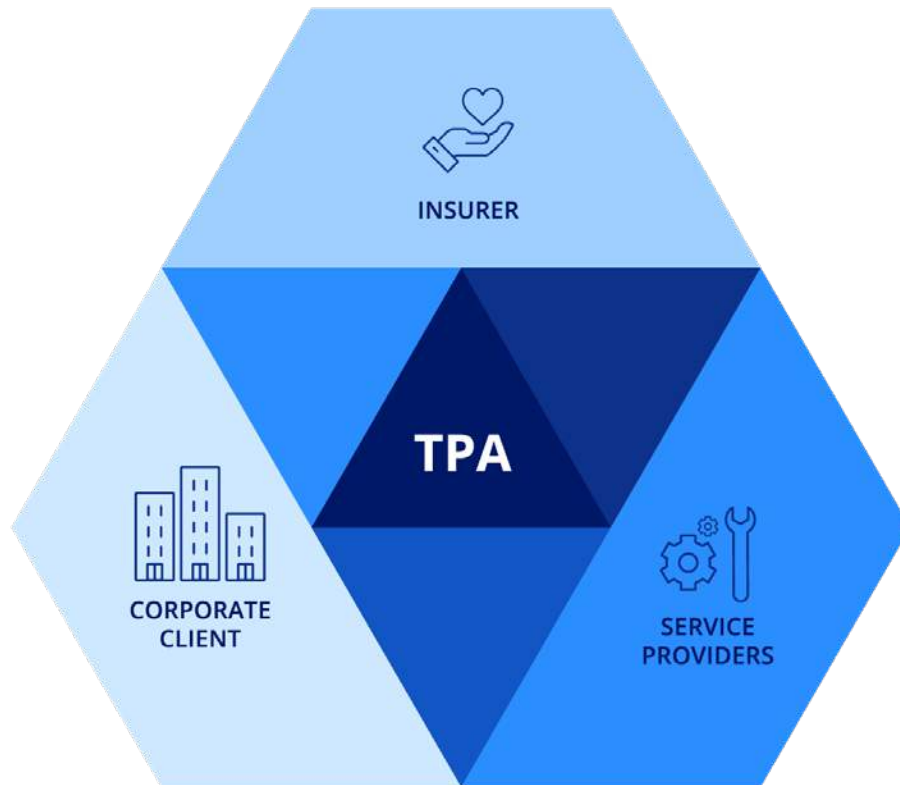 INSURER
TPA
CORPORATE
CLIENT
SERVICE
PROVIDERS